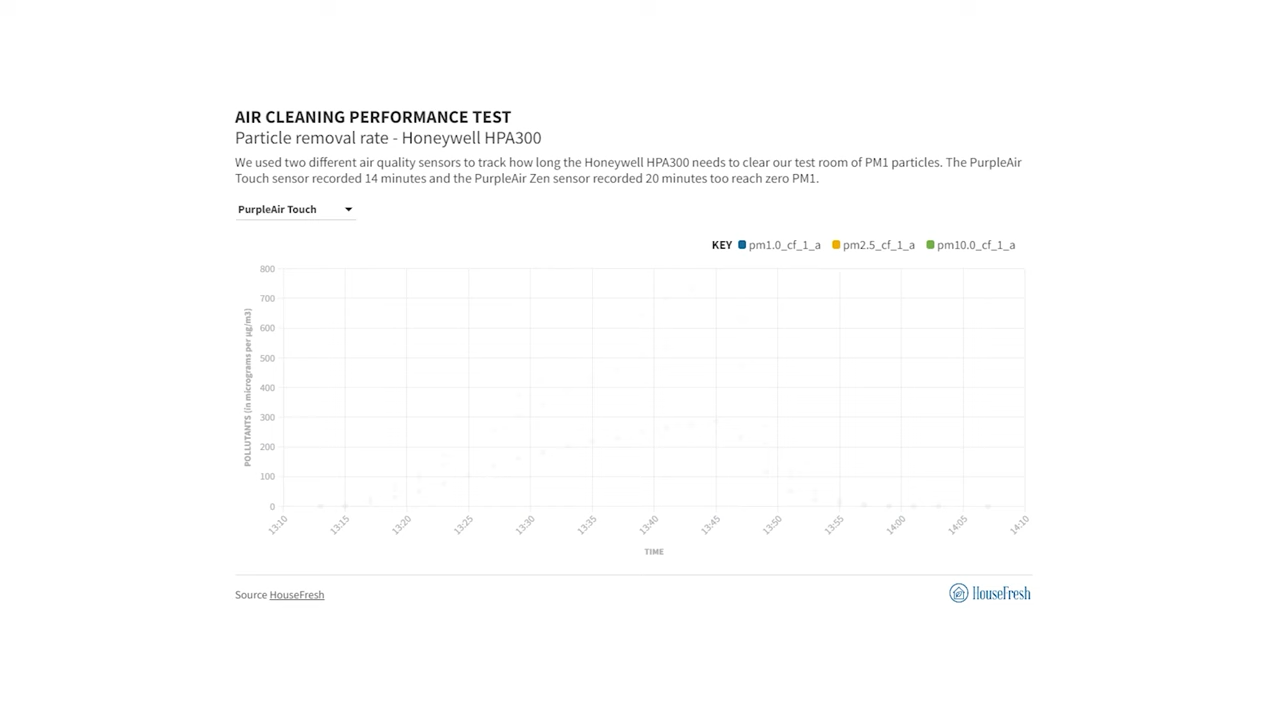 AIR CLEANING PERFORMANCE TEST
Particle removal rate - Honeywell HPA300
We used two different air quality sensors to track how long the Honeywell HPA300 needs to clear our test room of PM1 particles. The PurpleAir
Touch sensor recorded 14 minutes and the PurpleAir Zen sensor recorded 20 minutes too reach zero PM1.
PurpleAir Touch
KEY pm1.0_cf_1_a pm2.5_cf_1_a pm10.0_cf_1_a
POLLUTANTS (in micrograms per µg/m3)
800
700
600
500
400
300
200
100
0
13:10 13:15 13:20 13:25 13:30 13:35 13:40 13:45 13:50 13:55 14:00 14:05 14:10
TIME
Source HouseFresh
HouseFresh